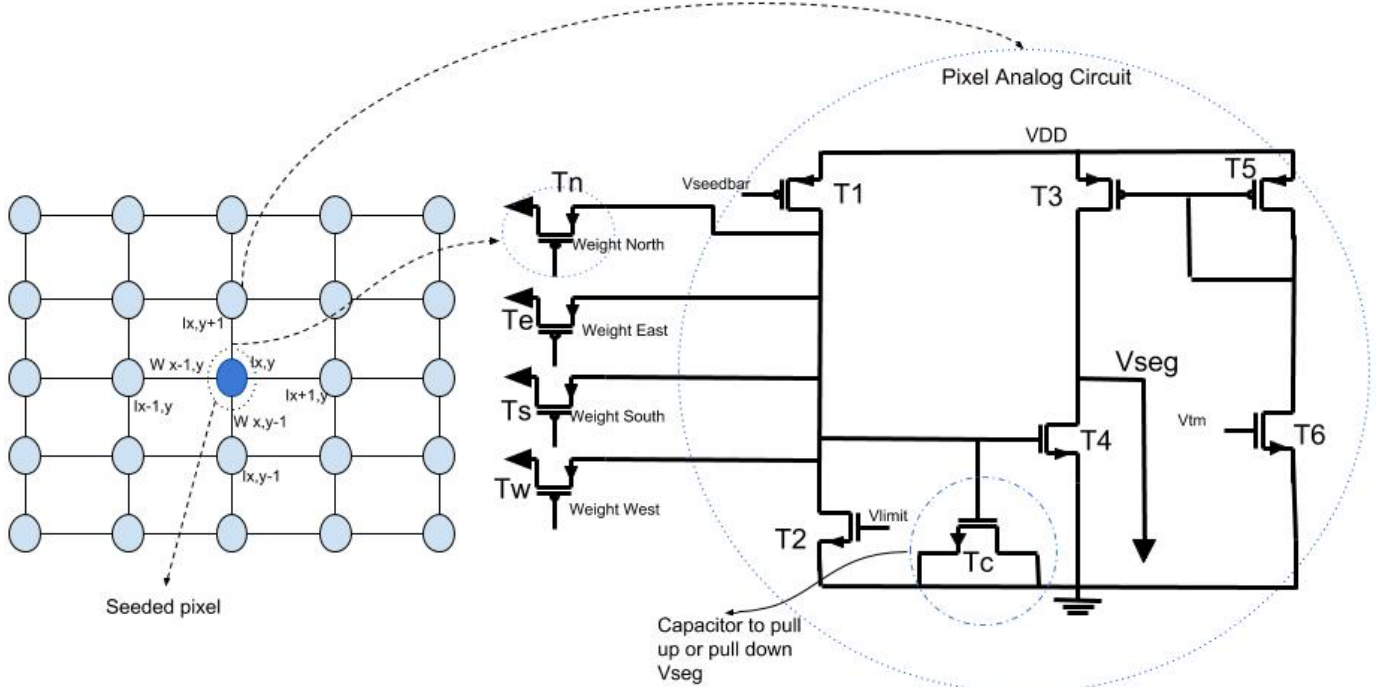 Pixel Analog Circuit
VDD
Tn
Vseedbar
T1
T3
T5
Weight North
Te
Weight East
Ix,y+1
W x-1,y
Ix,y
Ix+1,y
Ix-1,y
W x,y-1
Ix,y-1
Ts
Weight South
Vseg
Vtm
T4
T6
Tw
Weight West
Vlimit
T2
Tc
Seeded pixel
Capacitor to pull
up or pull down
Vseg